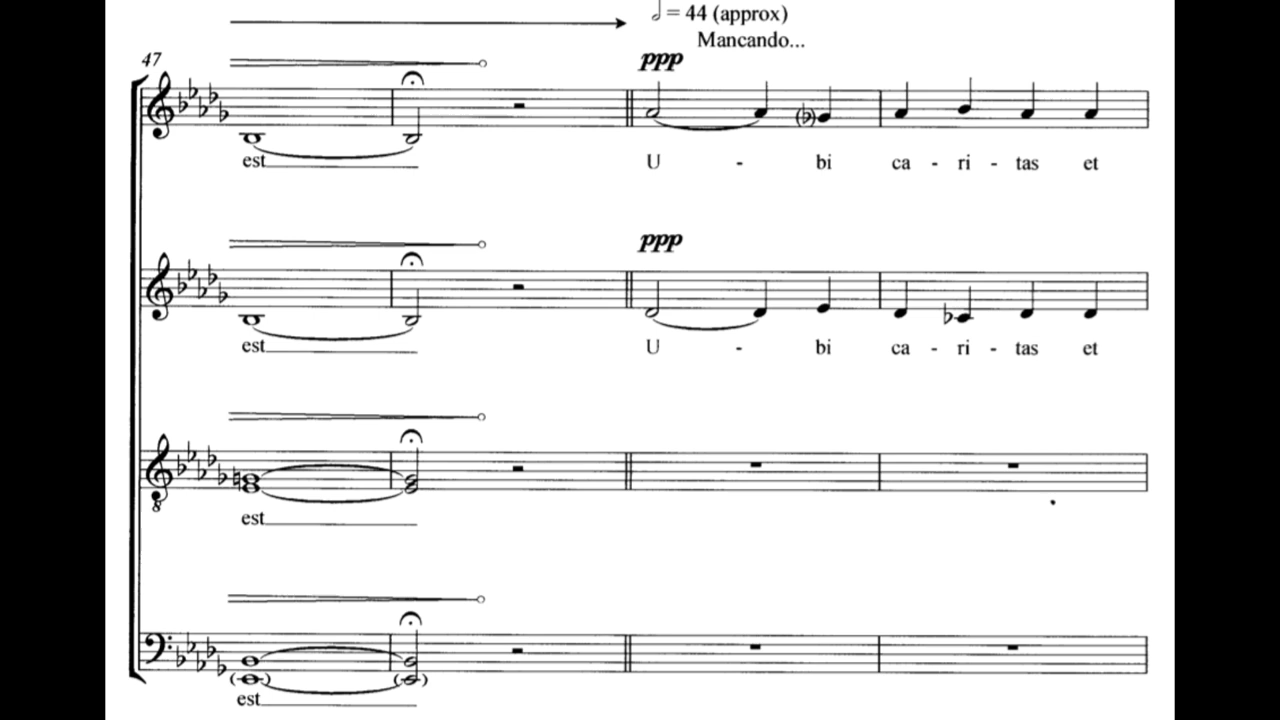 𝅗𝅥 = 44 (approx)
Mancando...
47
ppp
est U - bi ca - ri - tas et
ppp
est U - bi ca - ri - tas et
8
est
est